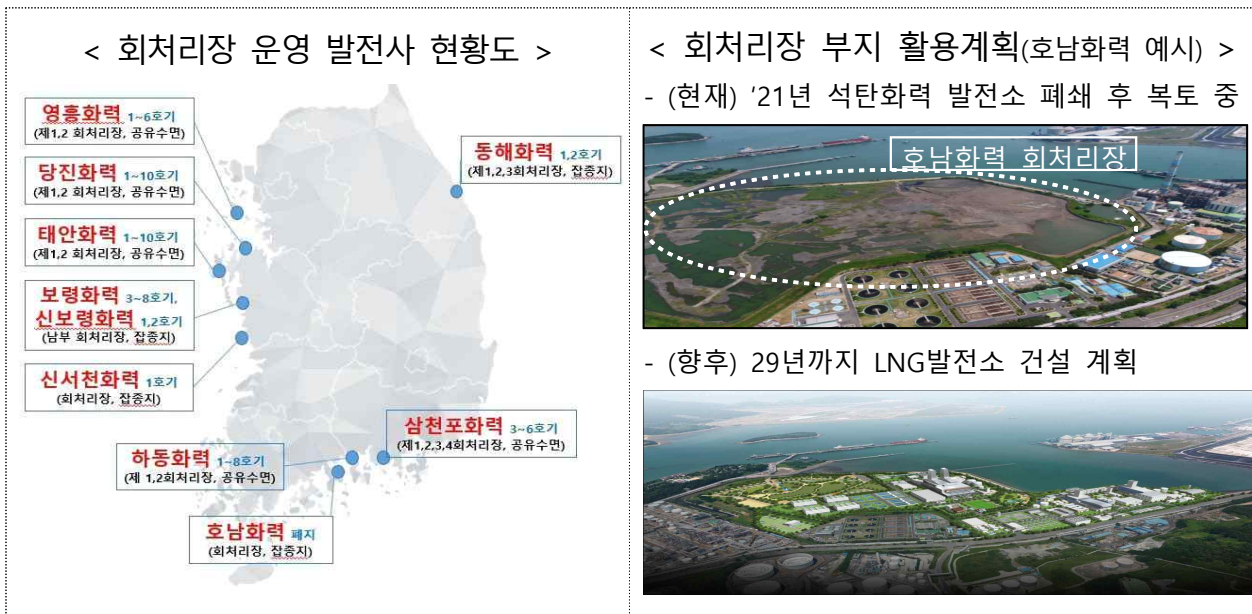 < 회처리장 운영 발전사 현황도 >
영흥화력 1~6호기
(제1,2 회처리장, 공유수면)
당진화력 1~10호기
(제1,2 회처리장, 공유수면)
태안화력 1~10호기
(제1,2 회처리장, 공유수면)
보령화력 3~8호기,
신보령화력 1,2호기
(남부 회처리장, 잡종지)
신서천화력 1호기
(회처리장, 잡종지)
동해화력 1,2호기
(제1,2,3회처리장, 잡종지)
삼천포화력 3~6호기
(제1,2,3,4회처리장, 공유수면)
하동화력 1~8호기
(제 1,2회처리장, 공유수면)
호남화력 폐지
(회처리장, 잡종지)
< 회처리장 부지 활용계획(호남화력 예시) >
- (현재) '21년 석탄화력 발전소 폐쇄 후 복토 중
호남화력 회처리장
- (향후) 29년까지 LNG발전소 건설 계획